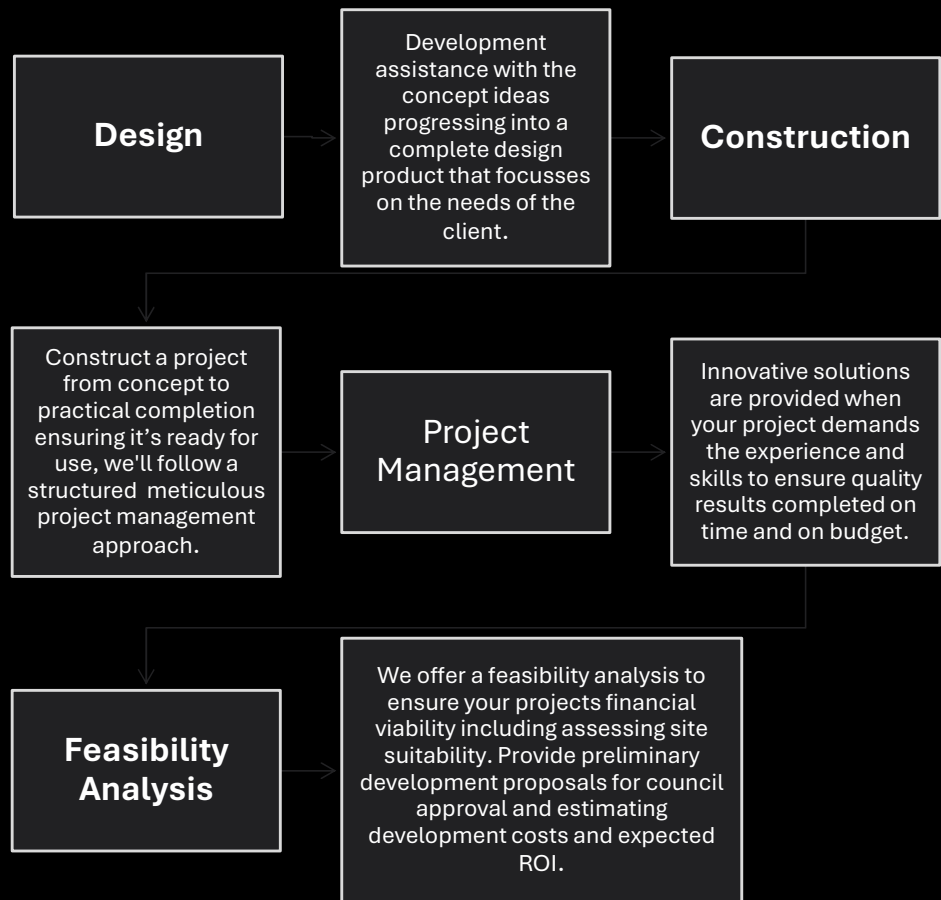 Design
Development
assistance with the
concept ideas
progressing into a
complete design
product that focusses
on the needs of the
client.
Construction
Construct a project
from concept to
practical completion
ensuring it's ready for
use, we'll follow a
structured  meticulous
project management
approach.
Project
Management
Innovative solutions
are provided when
your project demands
the experience and
skills to ensure quality
results completed on
time and on budget.
Feasibility
Analysis
We offer a feasibility analysis to
ensure your projects financial
viability including assessing site
suitability. Provide preliminary
development proposals for council
approval and estimating
development costs and expected
ROI.